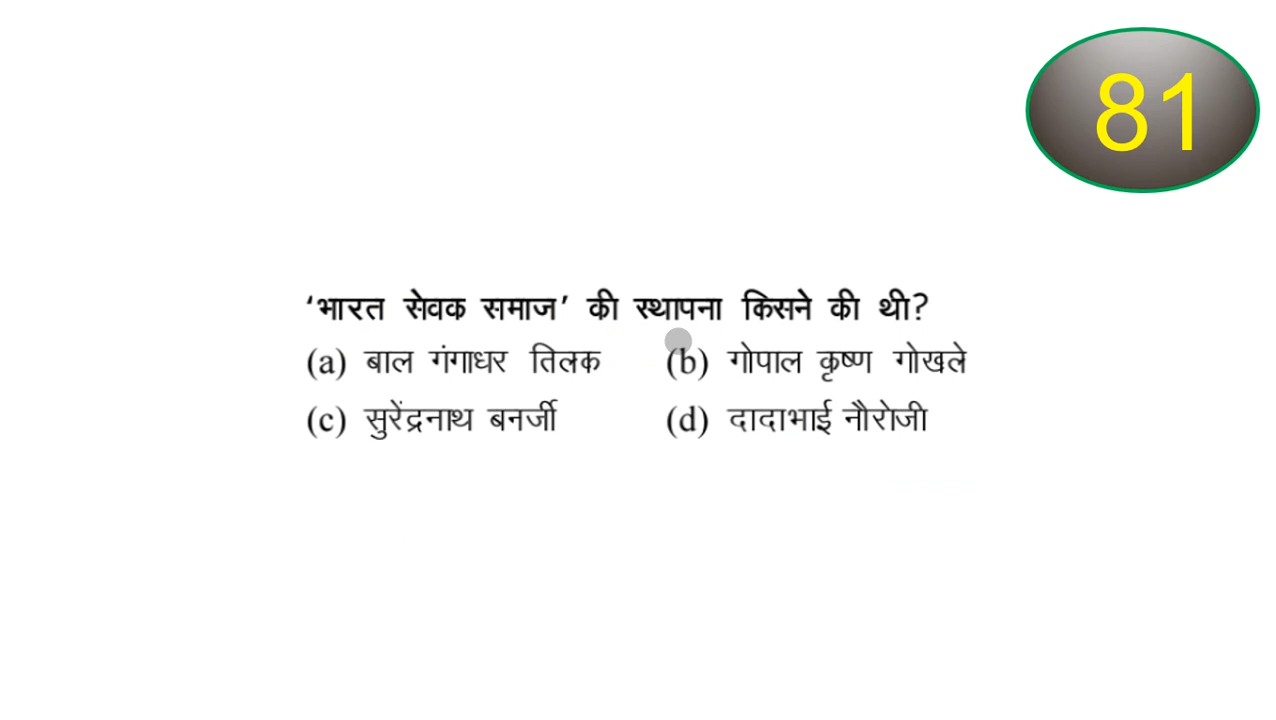 81
‘भारत सेवक समाज’ की स्थापना किसने की थी?
(a) बाल गंगाधर तिलक (b) गोपाल कृष्ण गोखले
(c) सुरेंद्रनाथ बनर्जी (d) दादाभाई नौरोजी